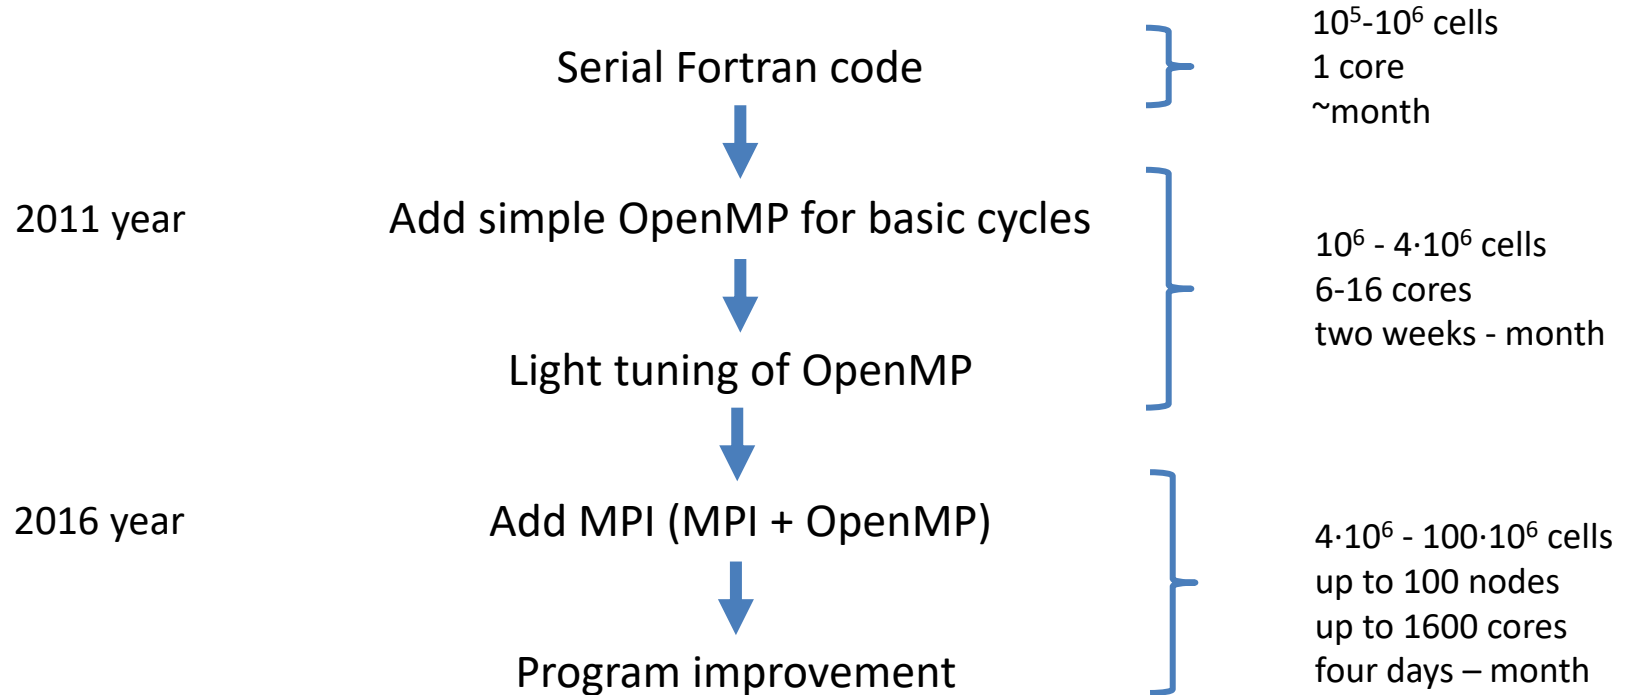 Serial Fortran code
10⁵-10⁶ cells
1 core
~month
2011 year
Add simple OpenMP for basic cycles
Light tuning of OpenMP
10⁶ - 4·10⁶ cells
6-16 cores
two weeks - month
2016 year
Add MPI (MPI + OpenMP)
Program improvement
4·10⁶ - 100·10⁶ cells
up to 100 nodes
up to 1600 cores
four days – month